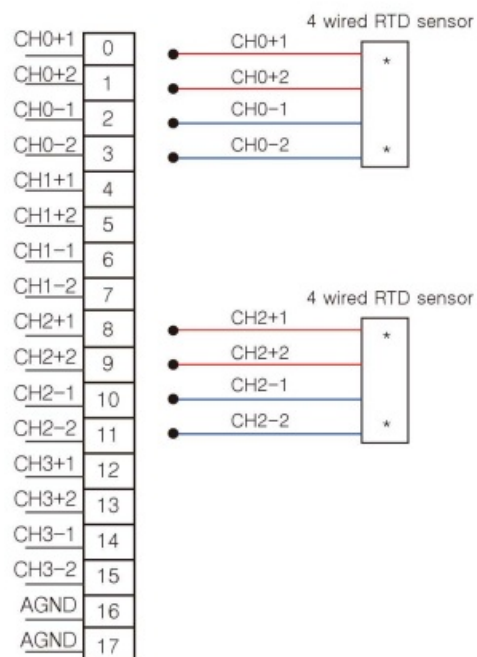 4 wired RTD sensor
CH0+1 0 CH0+1 *
CH0+2 1 CH0+2
CH0-1 2 CH0-1
CH0-2 3 CH0-2 *
CH1+1 4
CH1+2 5
CH1-1 6
CH1-2 7
4 wired RTD sensor
CH2+1 8 CH2+1 *
CH2+2 9 CH2+2
CH2-1 10 CH2-1
CH2-2 11 CH2-2 *
CH3+1 12
CH3+2 13
CH3-1 14
CH3-2 15
AGND 16
AGND 17